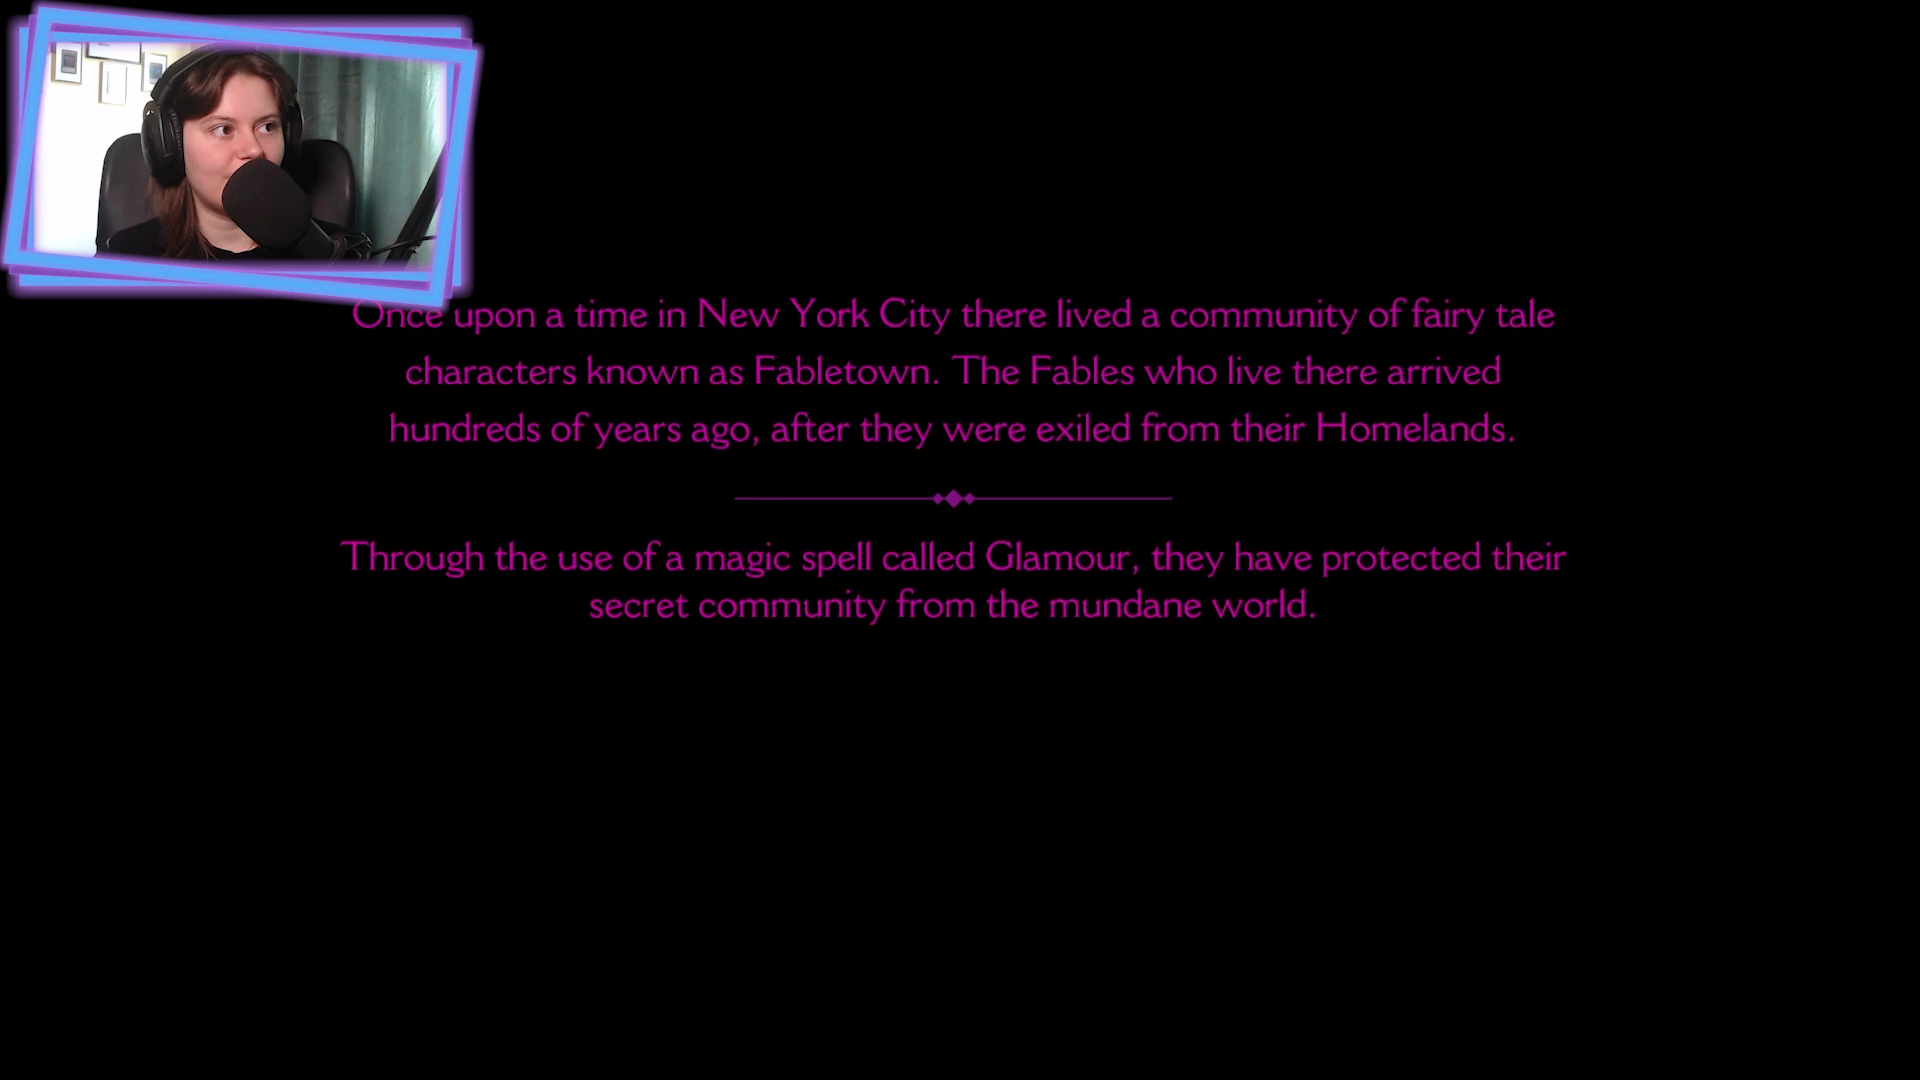 Once upon a time in New York City there lived a community of fairy tale
characters known as Fabletown. The Fables who live there arrived
hundreds of years ago, after they were exiled from their Homelands.
Through the use of a magic spell called Glamour, they have protected their
secret community from the mundane world.